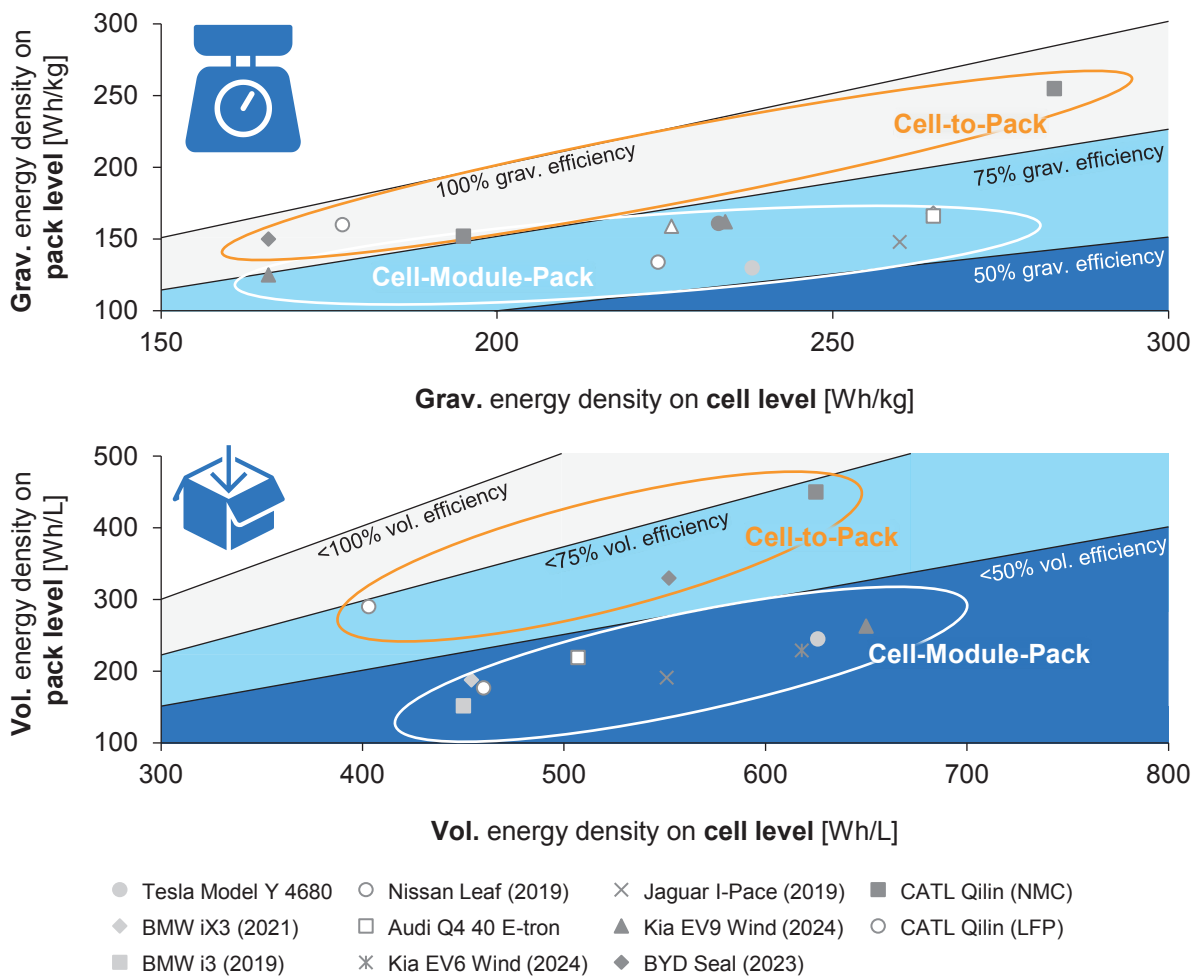 Grav. energy density on
pack level [Wh/kg]
300
250
200
150
100
100% grav. efficiency
Cell-to-Pack
75% grav. efficiency
Cell-Module-Pack
50% grav. efficiency
150
200
250
300
Grav. energy density on cell level [Wh/kg]
Vol. energy density on
pack level [Wh/L]
500
400
300
200
100
<100% vol. efficiency
<75% vol. efficiency
Cell-to-Pack
<50% vol. efficiency
Cell-Module-Pack
300
400
500
600
700
800
Vol. energy density on cell level [Wh/L]
Tesla Model Y 4680
Nissan Leaf (2019)
Jaguar I-Pace (2019)
CATL Qilin (NMC)
BMW iX3 (2021)
Audi Q4 40 E-tron
Kia EV9 Wind (2024)
CATL Qilin (LFP)
BMW i3 (2019)
Kia EV6 Wind (2024)
BYD Seal (2023)